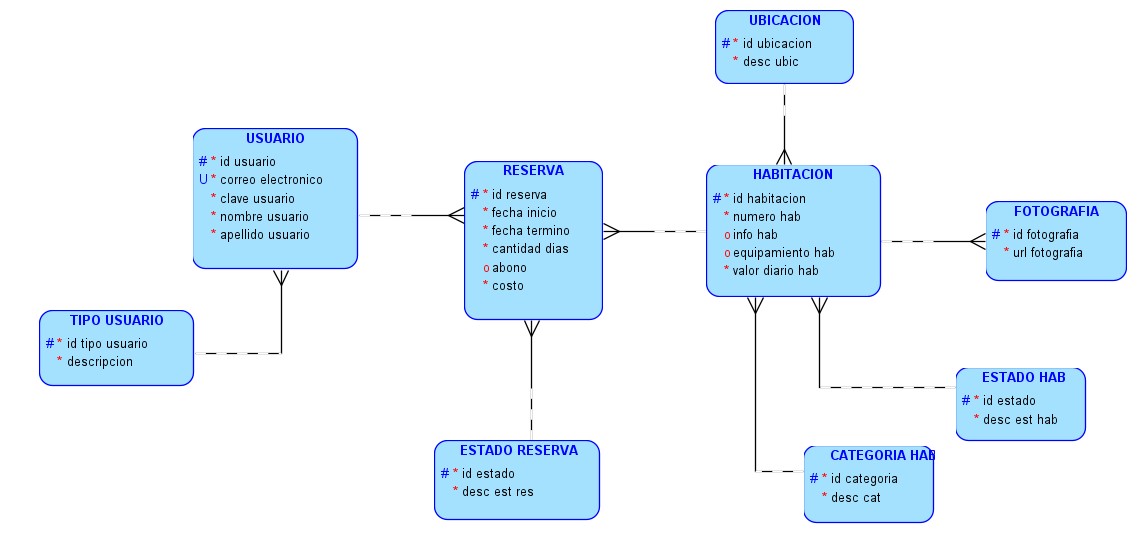 UBICACION
#* id ubicacion
* desc ubic
USUARIO
#* id usuario
U* correo electronico
* clave usuario
* nombre usuario
* apellido usuario
RESERVA
#* id reserva
* fecha inicio
* fecha termino
* cantidad dias
o abono
* costo
HABITACION
#* id habitacion
* numero hab
o info hab
o equipamiento hab
* valor diario hab
FOTOGRAFIA
#* id fotografia
* url fotografia
TIPO USUARIO
#* id tipo usuario
* descripcion
ESTADO HAB
#* id estado
* desc est hab
ESTADO RESERVA
#* id estado
* desc est res
CATEGORIA HAB
#* id categoria
* desc cat